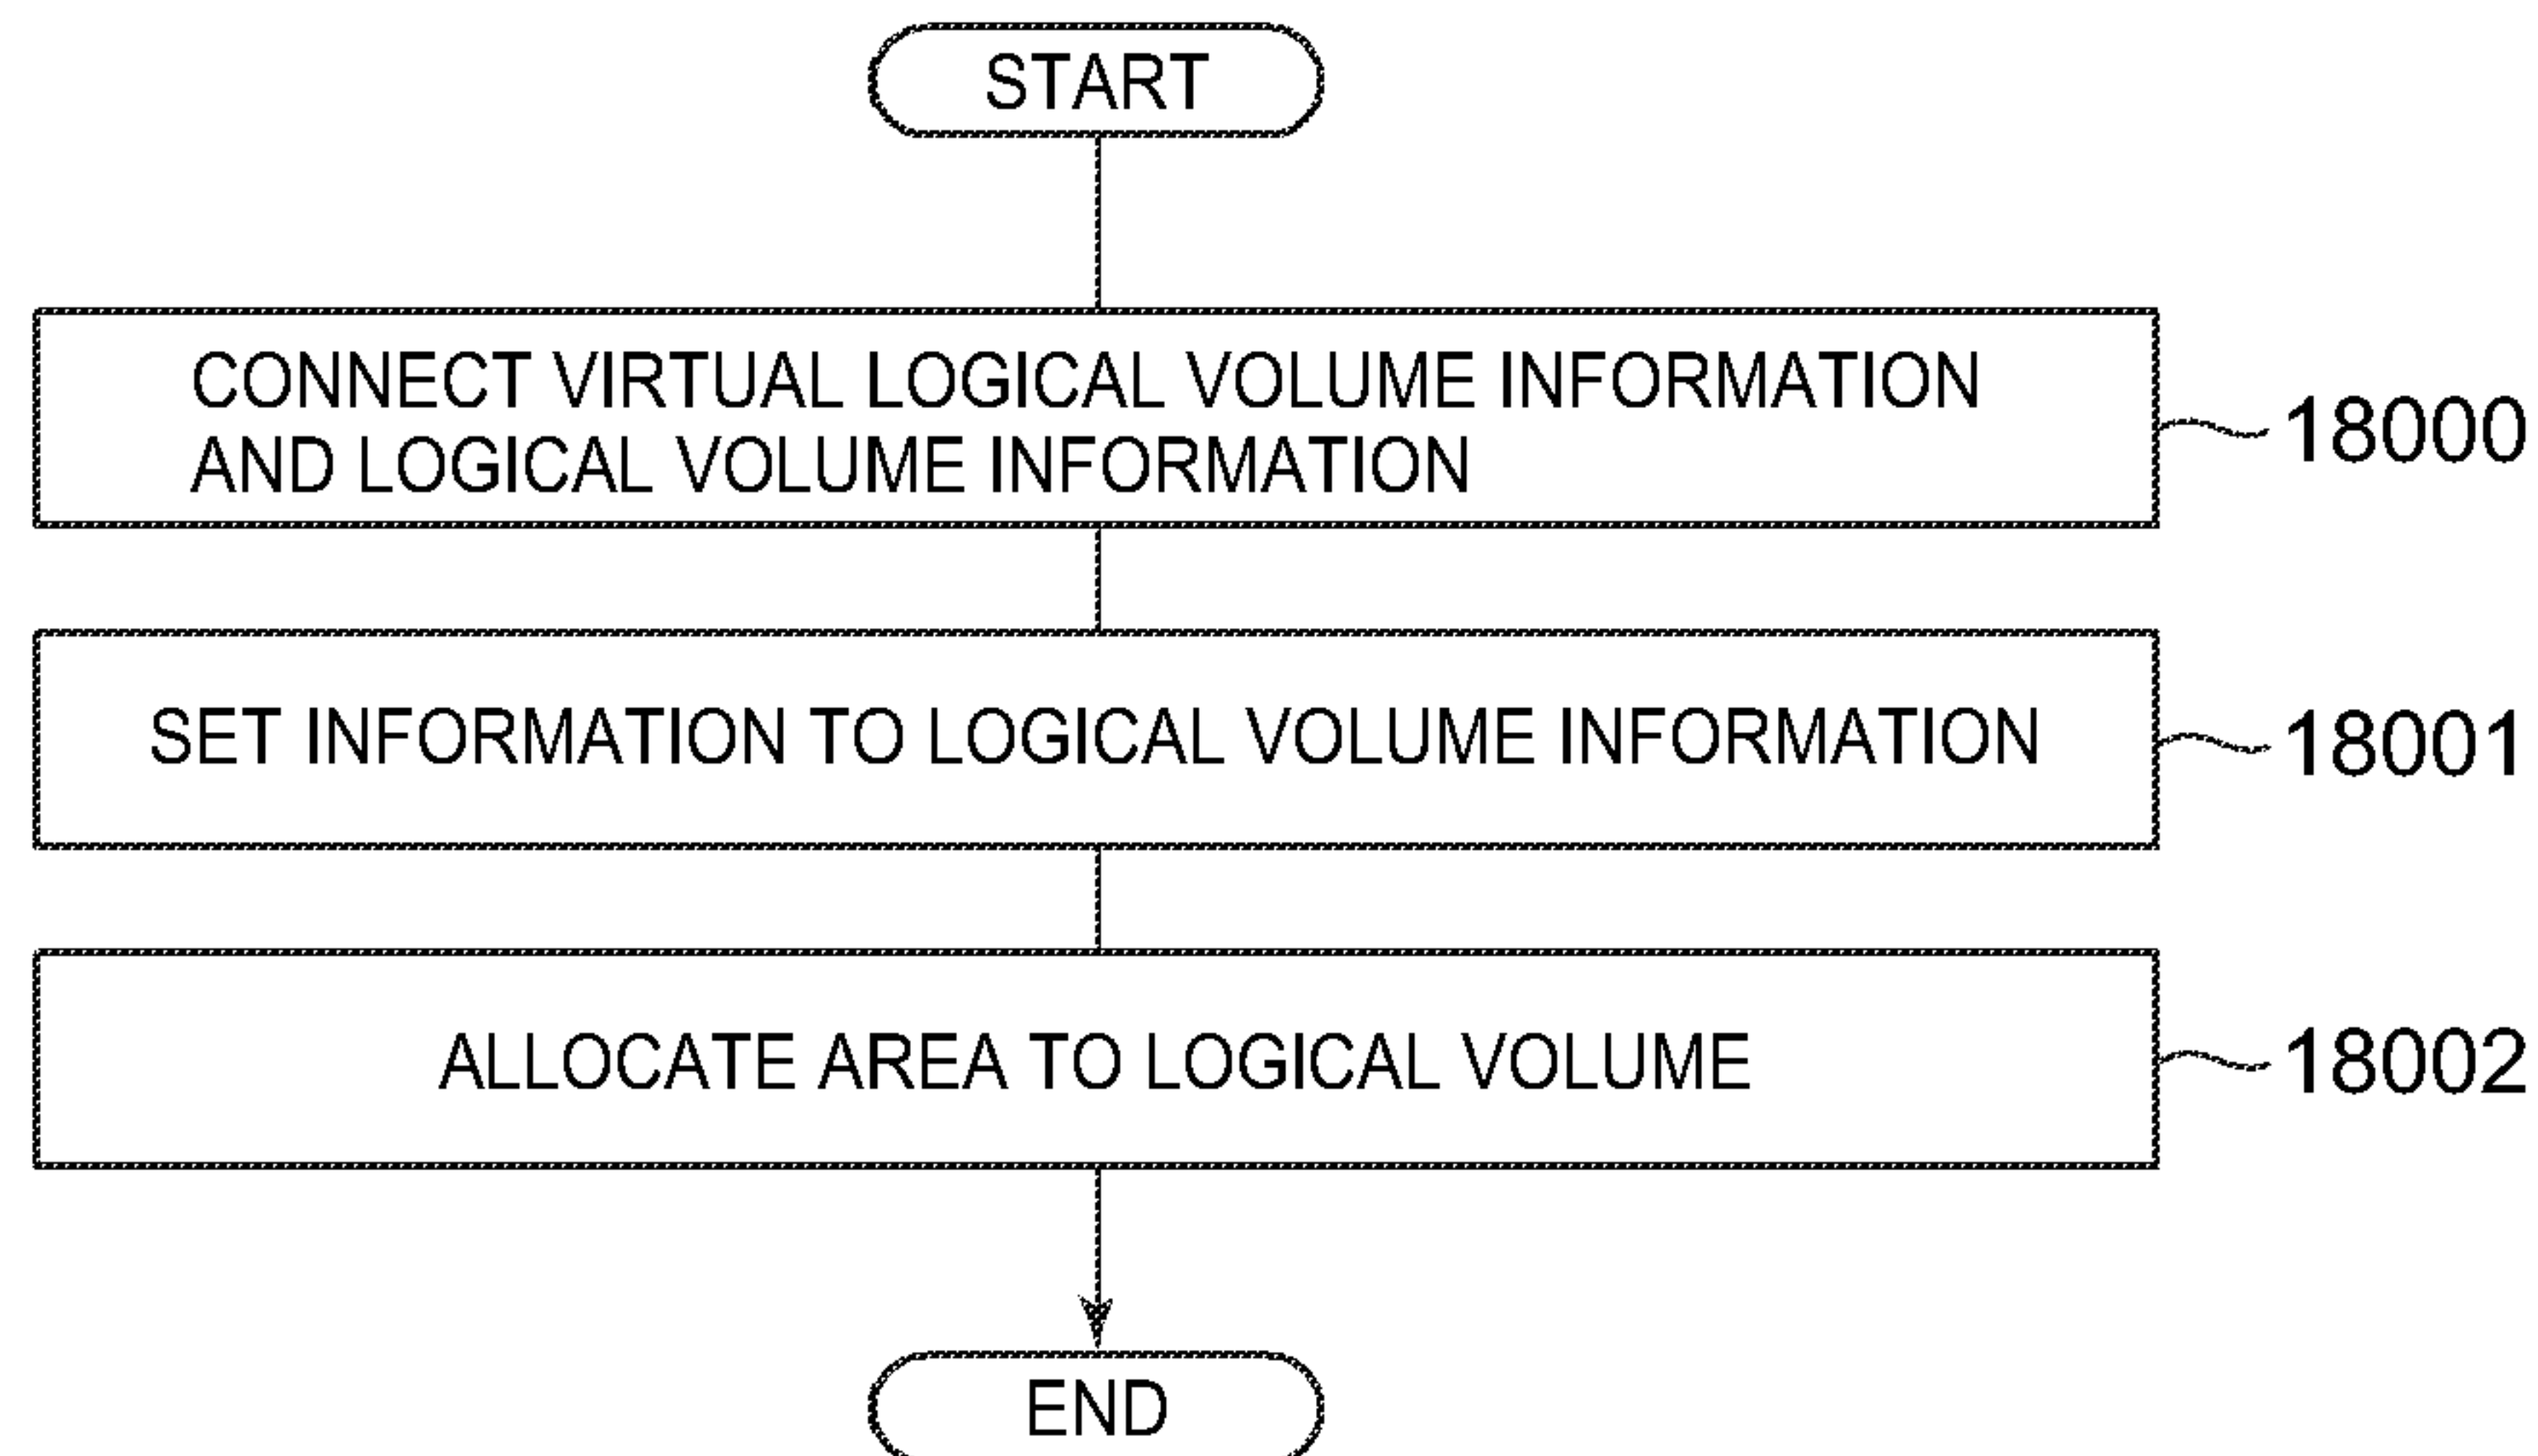 START
CONNECT VIRTUAL LOGICAL VOLUME INFORMATION
AND LOGICAL VOLUME INFORMATION
18000
SET INFORMATION TO LOGICAL VOLUME INFORMATION
18001
ALLOCATE AREA TO LOGICAL VOLUME
18002
END